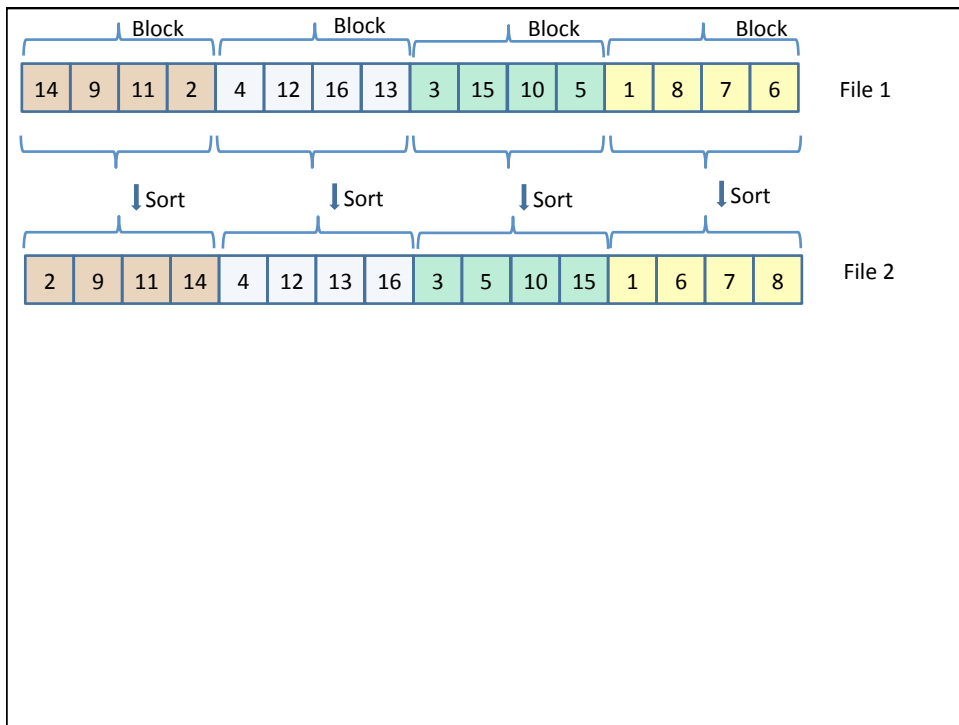 Block Block Block Block
14 9 11 2 4 12 16 13 3 15 10 5 1 8 7 6 File 1
Sort Sort Sort Sort
2 9 11 14 4 12 13 16 3 5 10 15 1 6 7 8 File 2